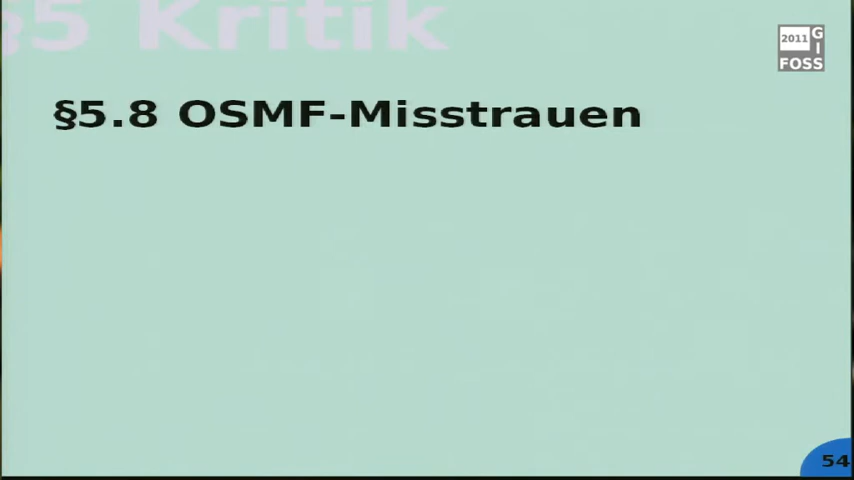 §5 Kritik
2011 G
I
FOSS
§5.8 OSMF-Misstrauen
54